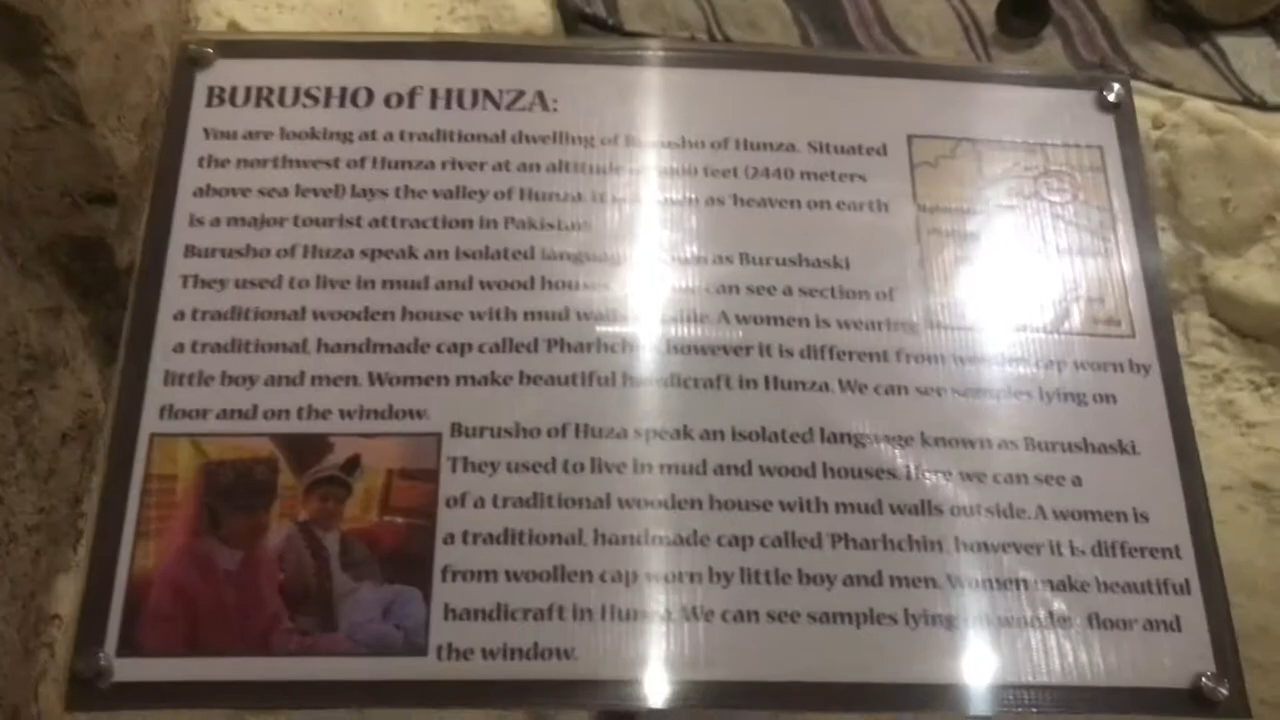 BURUSHO of HUNZA:
You are looking at a traditional dwelling of Burusho of Hunza. Situated
the northwest of Hunza river at an altitude feet (2440 meters
above sea level) lays the valley of Hunza. It as 'heaven on earth
is a major tourist attraction in Pakistan
Burusho of Huza speak an isolated language as Burushaski
They used to live in mud and wood houses can see a section of
a traditional wooden house with mud walls A women is wearing
a traditional, handmade cap called 'Pharhchin however it is different from woollen cap worn by
little boy and men. Women make beautiful handicraft in Hunza. We can see samples lying on
floor and on the window.
Burusho of Huza speak an isolated language known as Burushaski.
They used to live in mud and wood houses. Here we can see a
of a traditional wooden house with mud walls outside. A women is
a traditional, handmade cap called 'Pharhchin, however it is different
from woollen cap worn by little boy and men. Women make beautiful
handicraft in Hunza. We can see samples lying wooden floor and
the window.